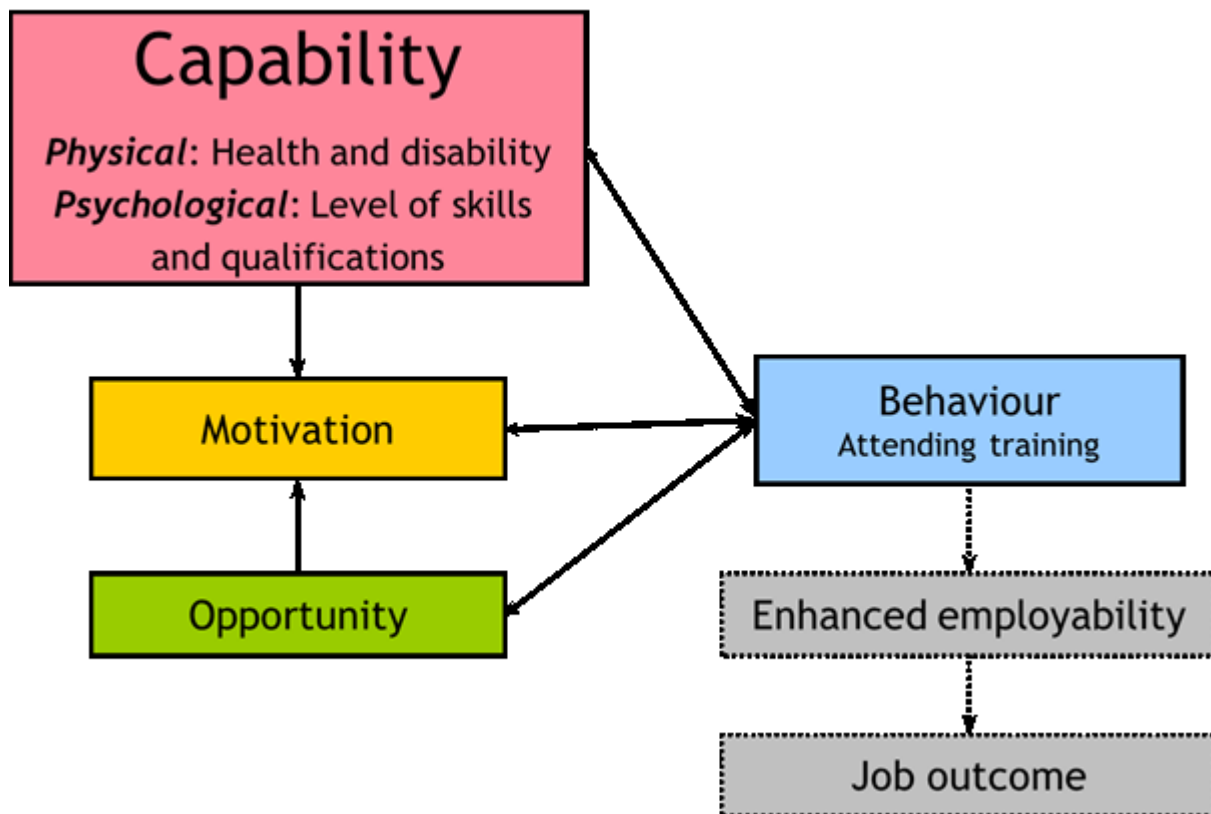 Capability
Physical: Health and disability
Psychological: Level of skills
and qualifications
Motivation
Behaviour
Attending training
Opportunity
Enhanced employability
Job outcome